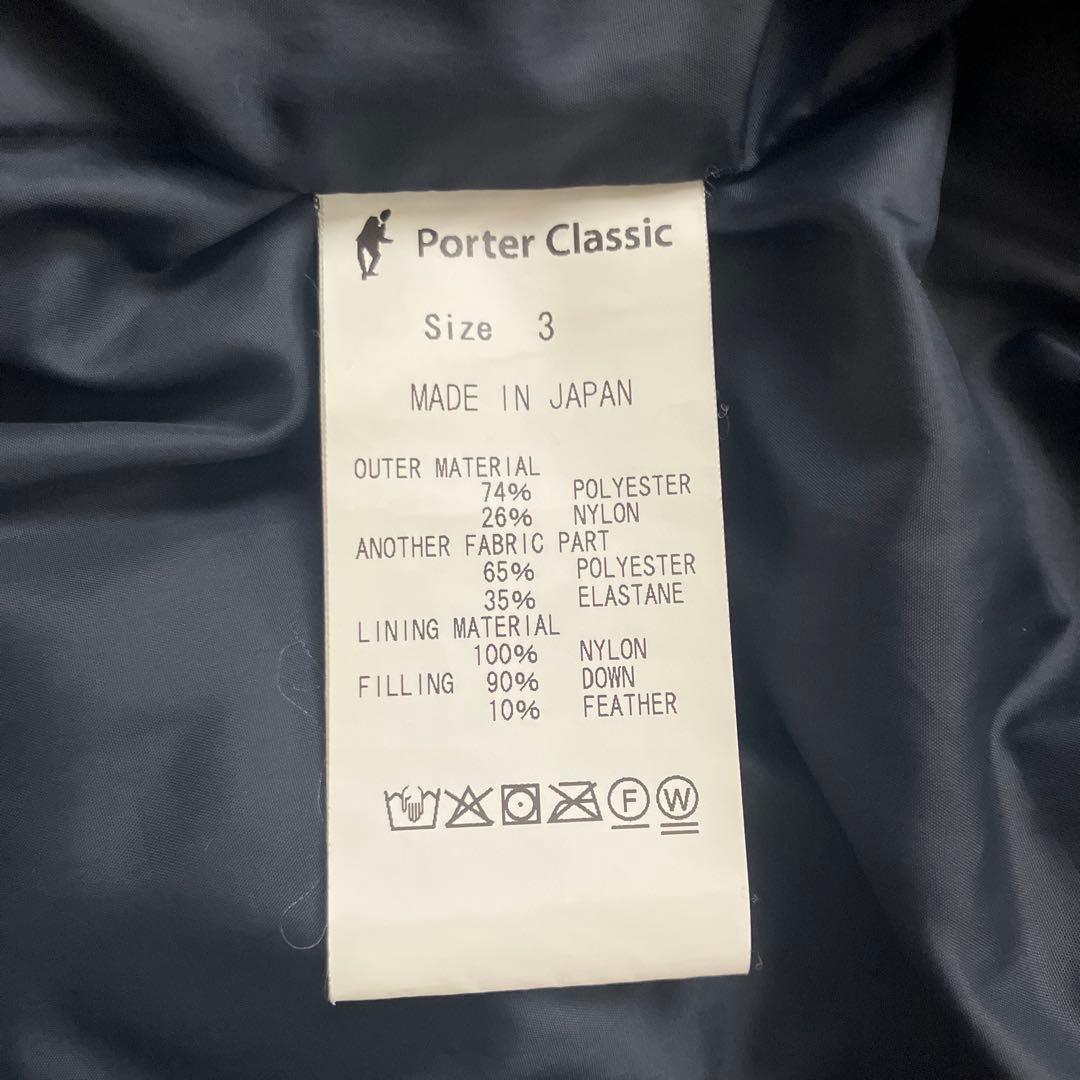 Porter Classic
Size 3
MADE IN JAPAN
OUTER MATERIAL
74% POLYESTER
26% NYLON
ANOTHER FABRIC PART
65% POLYESTER
35% ELASTANE
LINING MATERIAL
100% NYLON
FILLING 90% DOWN
10% FEATHER
F W